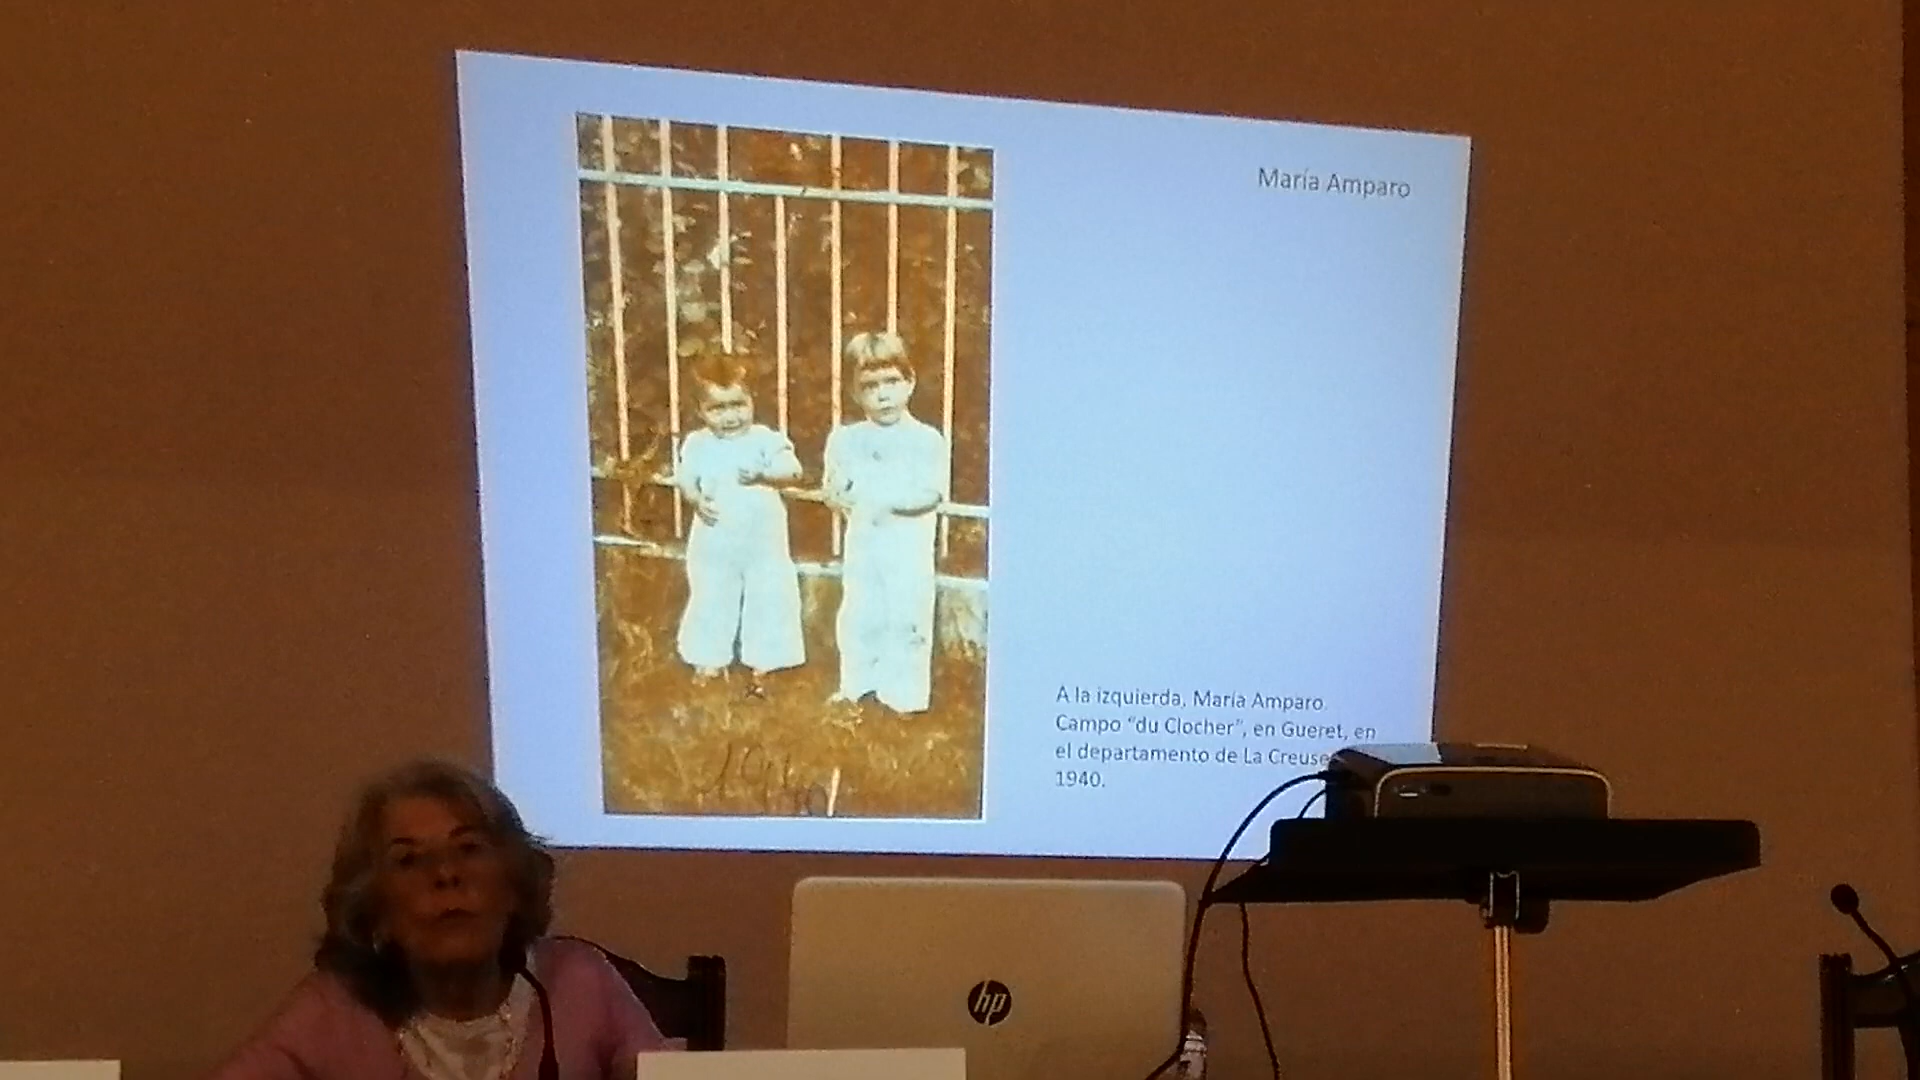 María Amparo
A la izquierda, María Amparo.
Campo "du Clocher", en Gueret, en
el departamento de La Creuse
1940.
1940
hp